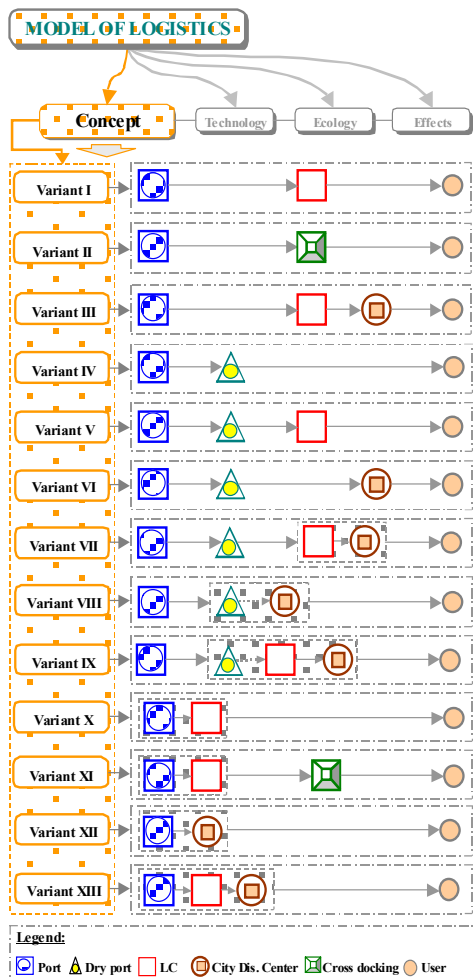 MODEL OF LOGISTICS
Concept
Technology
Ecology
Effects
Variant I
Variant II
Variant III
Variant IV
Variant V
Variant VI
Variant VII
Variant VIII
Variant IX
Variant X
Variant XI
Variant XII
Variant XIII
Legend:
Port Dry port LC City Dis. Center Cross docking User